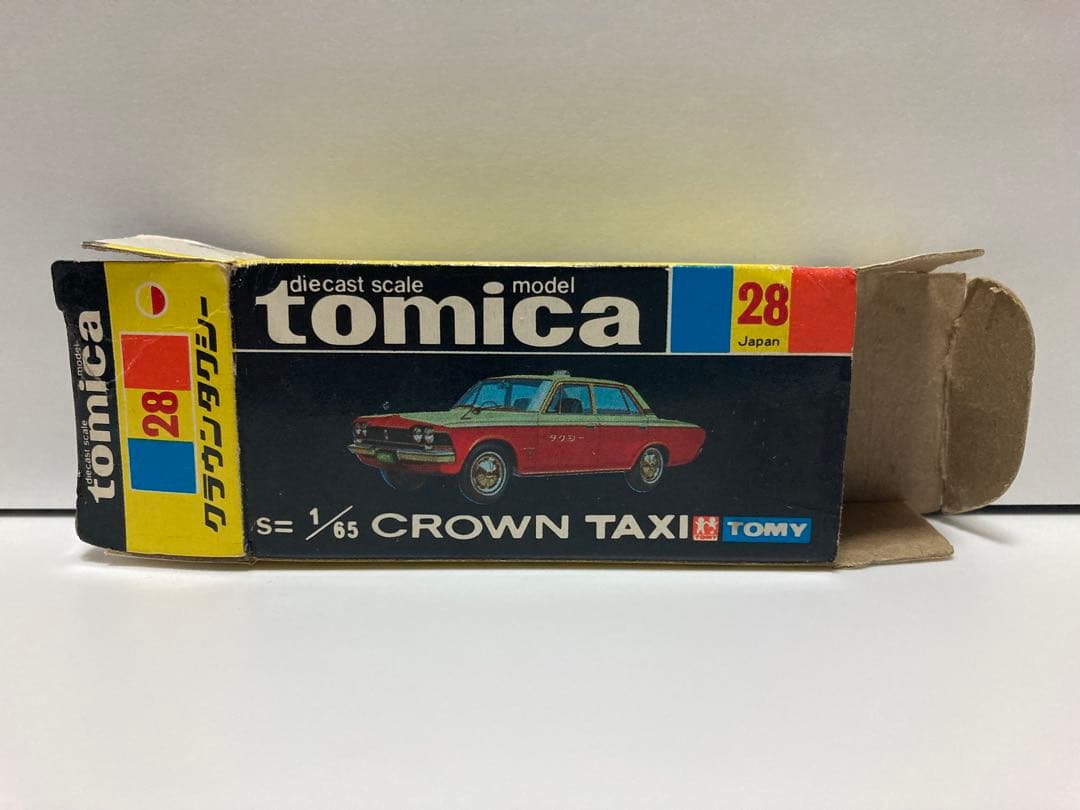 diecast scale model
tomica
28
クラウンタクシー
diecast scale model
tomica
28
Japan
タクシー
S= 1/65 CROWN TAXI TOMY TOMY